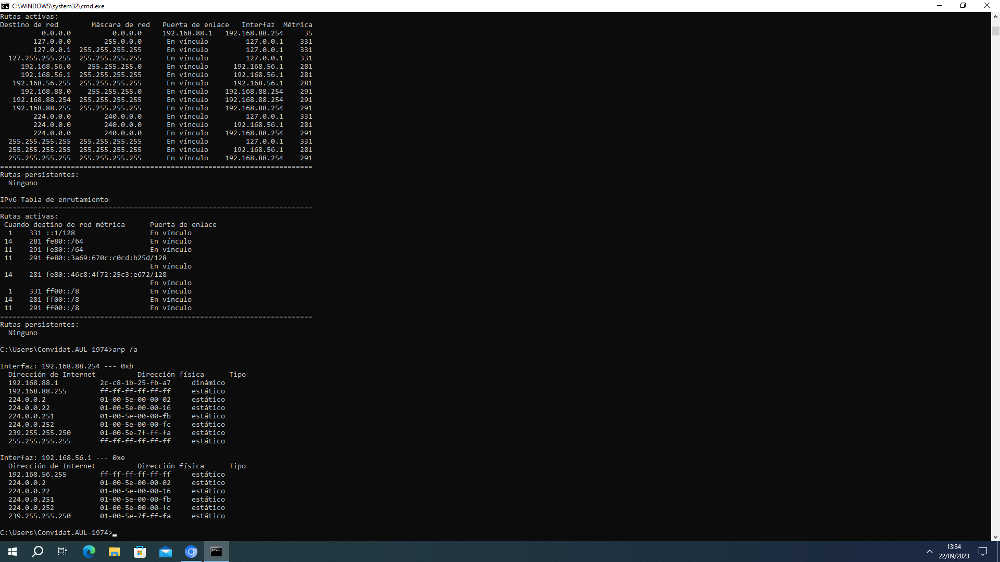 C:\WINDOWS\system32\cmd.exe
Rutas activas:
Destino de red        Máscara de red   Puerta de enlace   Interfaz  Métrica
          0.0.0.0          0.0.0.0     192.168.88.1   192.168.88.254     35
        127.0.0.0        255.0.0.0      En vínculo         127.0.0.1    331
        127.0.0.1  255.255.255.255      En vínculo         127.0.0.1    331
  127.255.255.255  255.255.255.255      En vínculo         127.0.0.1    331
     192.168.56.0    255.255.255.0      En vínculo      192.168.56.1    281
     192.168.56.1  255.255.255.255      En vínculo      192.168.56.1    281
   192.168.56.255  255.255.255.255      En vínculo      192.168.56.1    281
     192.168.88.0    255.255.255.0      En vínculo    192.168.88.254    291
   192.168.88.254  255.255.255.255      En vínculo    192.168.88.254    291
   192.168.88.255  255.255.255.255      En vínculo    192.168.88.254    291
        224.0.0.0        240.0.0.0      En vínculo         127.0.0.1    331
        224.0.0.0        240.0.0.0      En vínculo      192.168.56.1    281
        224.0.0.0        240.0.0.0      En vínculo    192.168.88.254    291
  255.255.255.255  255.255.255.255      En vínculo         127.0.0.1    331
  255.255.255.255  255.255.255.255      En vínculo      192.168.56.1    281
  255.255.255.255  255.255.255.255      En vínculo    192.168.88.254    291
===========================================================================
Rutas persistentes:
  Ninguno
IPv6 Tabla de enrutamiento
===========================================================================
Rutas activas:
 Cuando destino de red métrica      Puerta de enlace
  1    331 ::1/128                  En vínculo
 14    281 fe80::/64                En vínculo
 11    291 fe80::/64                En vínculo
 11    291 fe80::3a69:670c:c0cd:b25d/128
                                    En vínculo
 14    281 fe80::46c8:4f72:25c3:e672/128
                                    En vínculo
  1    331 ff00::/8                 En vínculo
 14    281 ff00::/8                 En vínculo
 11    291 ff00::/8                 En vínculo
===========================================================================
Rutas persistentes:
  Ninguno
C:\Users\Convidat.AUL-1974>arp /a
Interfaz: 192.168.88.254 --- 0xb
  Dirección de Internet          Dirección física      Tipo
  192.168.88.1          2c-c8-1b-25-fb-a7     dinámico
  192.168.88.255        ff-ff-ff-ff-ff-ff     estático
  224.0.0.2             01-00-5e-00-00-02     estático
  224.0.0.22            01-00-5e-00-00-16     estático
  224.0.0.251           01-00-5e-00-00-fb     estático
  224.0.0.252           01-00-5e-00-00-fc     estático
  239.255.255.250       01-00-5e-7f-ff-fa     estático
  255.255.255.255       ff-ff-ff-ff-ff-ff     estático
Interfaz: 192.168.56.1 --- 0xe
  Dirección de Internet          Dirección física      Tipo
  192.168.56.255        ff-ff-ff-ff-ff-ff     estático
  224.0.0.2             01-00-5e-00-00-02     estático
  224.0.0.22            01-00-5e-00-00-16     estático
  224.0.0.251           01-00-5e-00-00-fb     estático
  224.0.0.252           01-00-5e-00-00-fc     estático
  239.255.255.250       01-00-5e-7f-ff-fa     estático
C:\Users\Convidat.AUL-1974>
13:34
22/09/2023